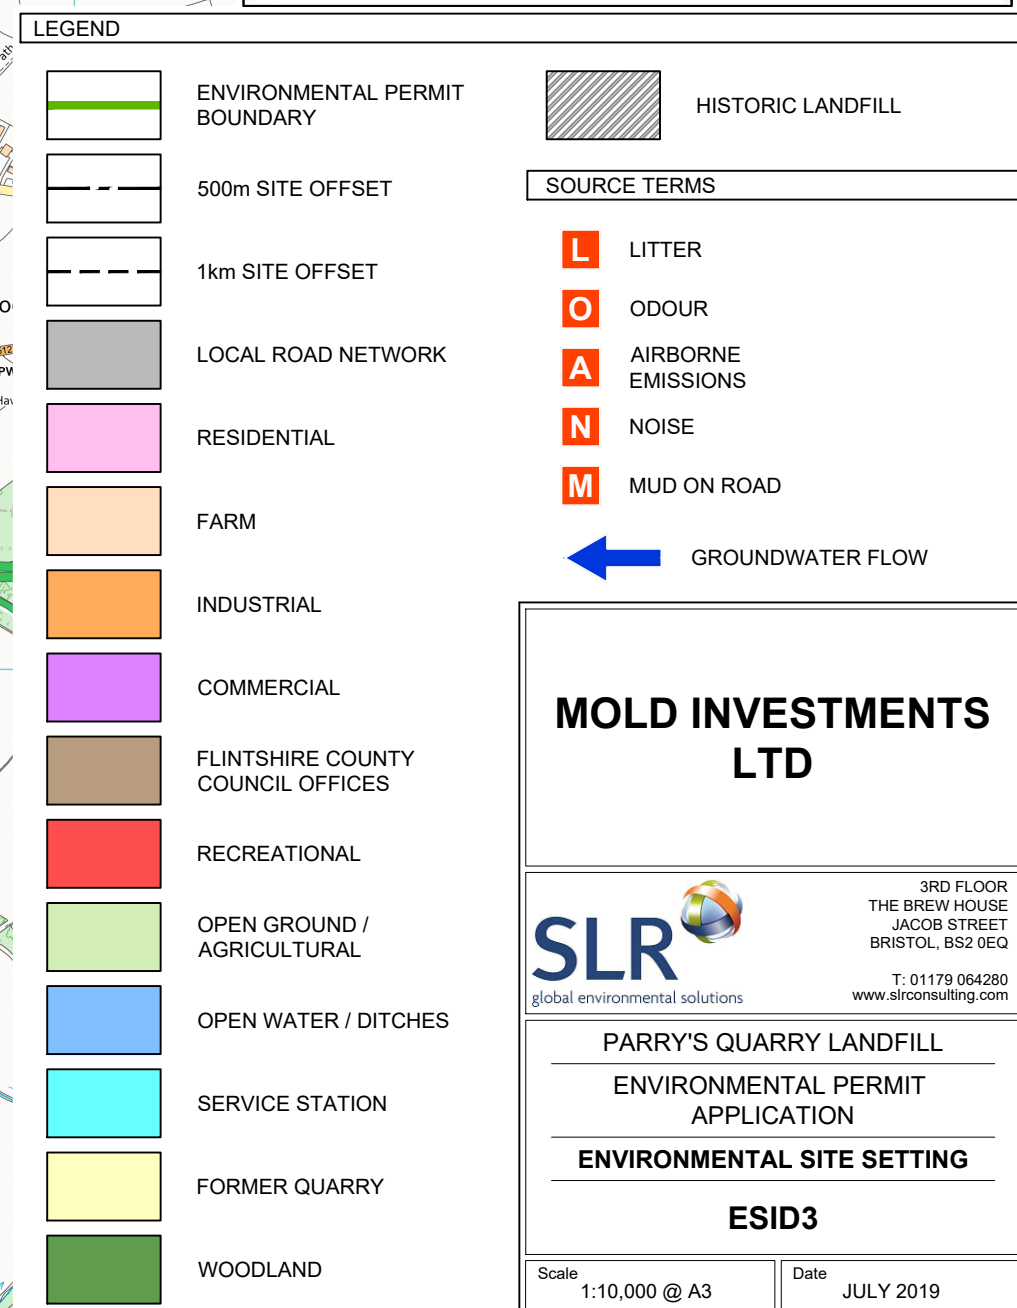 LEGEND
ENVIRONMENTAL PERMIT
BOUNDARY
500m SITE OFFSET
1km SITE OFFSET
LOCAL ROAD NETWORK
RESIDENTIAL
FARM
INDUSTRIAL
COMMERCIAL
FLINTSHIRE COUNTY
COUNCIL OFFICES
RECREATIONAL
OPEN GROUND /
AGRICULTURAL
OPEN WATER / DITCHES
SERVICE STATION
FORMER QUARRY
WOODLAND
HISTORIC LANDFILL
SOURCE TERMS
L LITTER
O ODOUR
A AIRBORNE
EMISSIONS
N NOISE
M MUD ON ROAD
GROUNDWATER FLOW
MOLD INVESTMENTS
LTD
SLR
global environmental solutions
3RD FLOOR
THE BREW HOUSE
JACOB STREET
BRISTOL, BS2 0EQ
T: 01179 064280
www.slrconsulting.com
PARRY'S QUARRY LANDFILL
ENVIRONMENTAL PERMIT
APPLICATION
ENVIRONMENTAL SITE SETTING
ESID3
Scale
1:10,000 @ A3
Date
JULY 2019